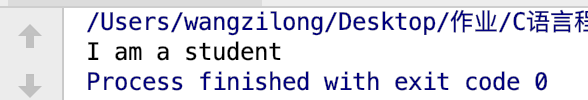 /Users/wangzilong/Desktop/作业/C语言程
I am a student
Process finished with exit code 0